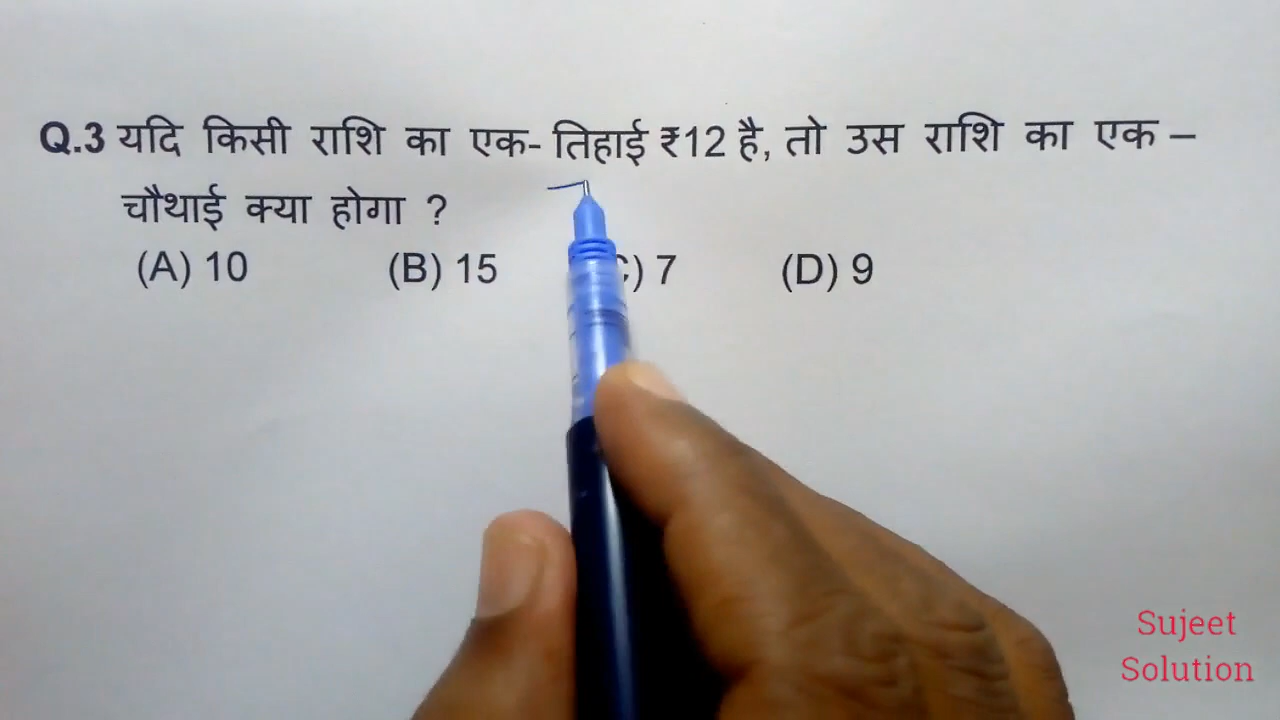 Q.3 यदि किसी राशि का एक- तिहाई ₹12 है, तो उस राशि का एक –
चौथाई क्या होगा ?
(A) 10 (B) 15 ) 7 (D) 9
Sujeet
Solution